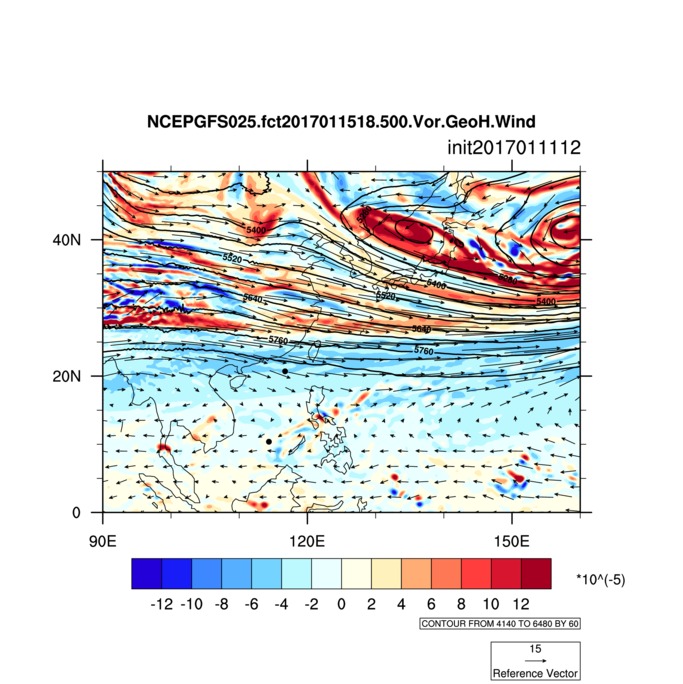 NCEPGFS025.fct2017011518.500.Vor.GeoH.Wind
init2017011112
40N
20N
0
90E 120E 150E
5400
5520
5640
5760
5520
5400
5640
5760
5400
-12 -10 -8 -6 -4 -2 0 2 4 6 8 10 12
*10^(-5)
CONTOUR FROM 4140 TO 6480 BY 60
15
Reference Vector